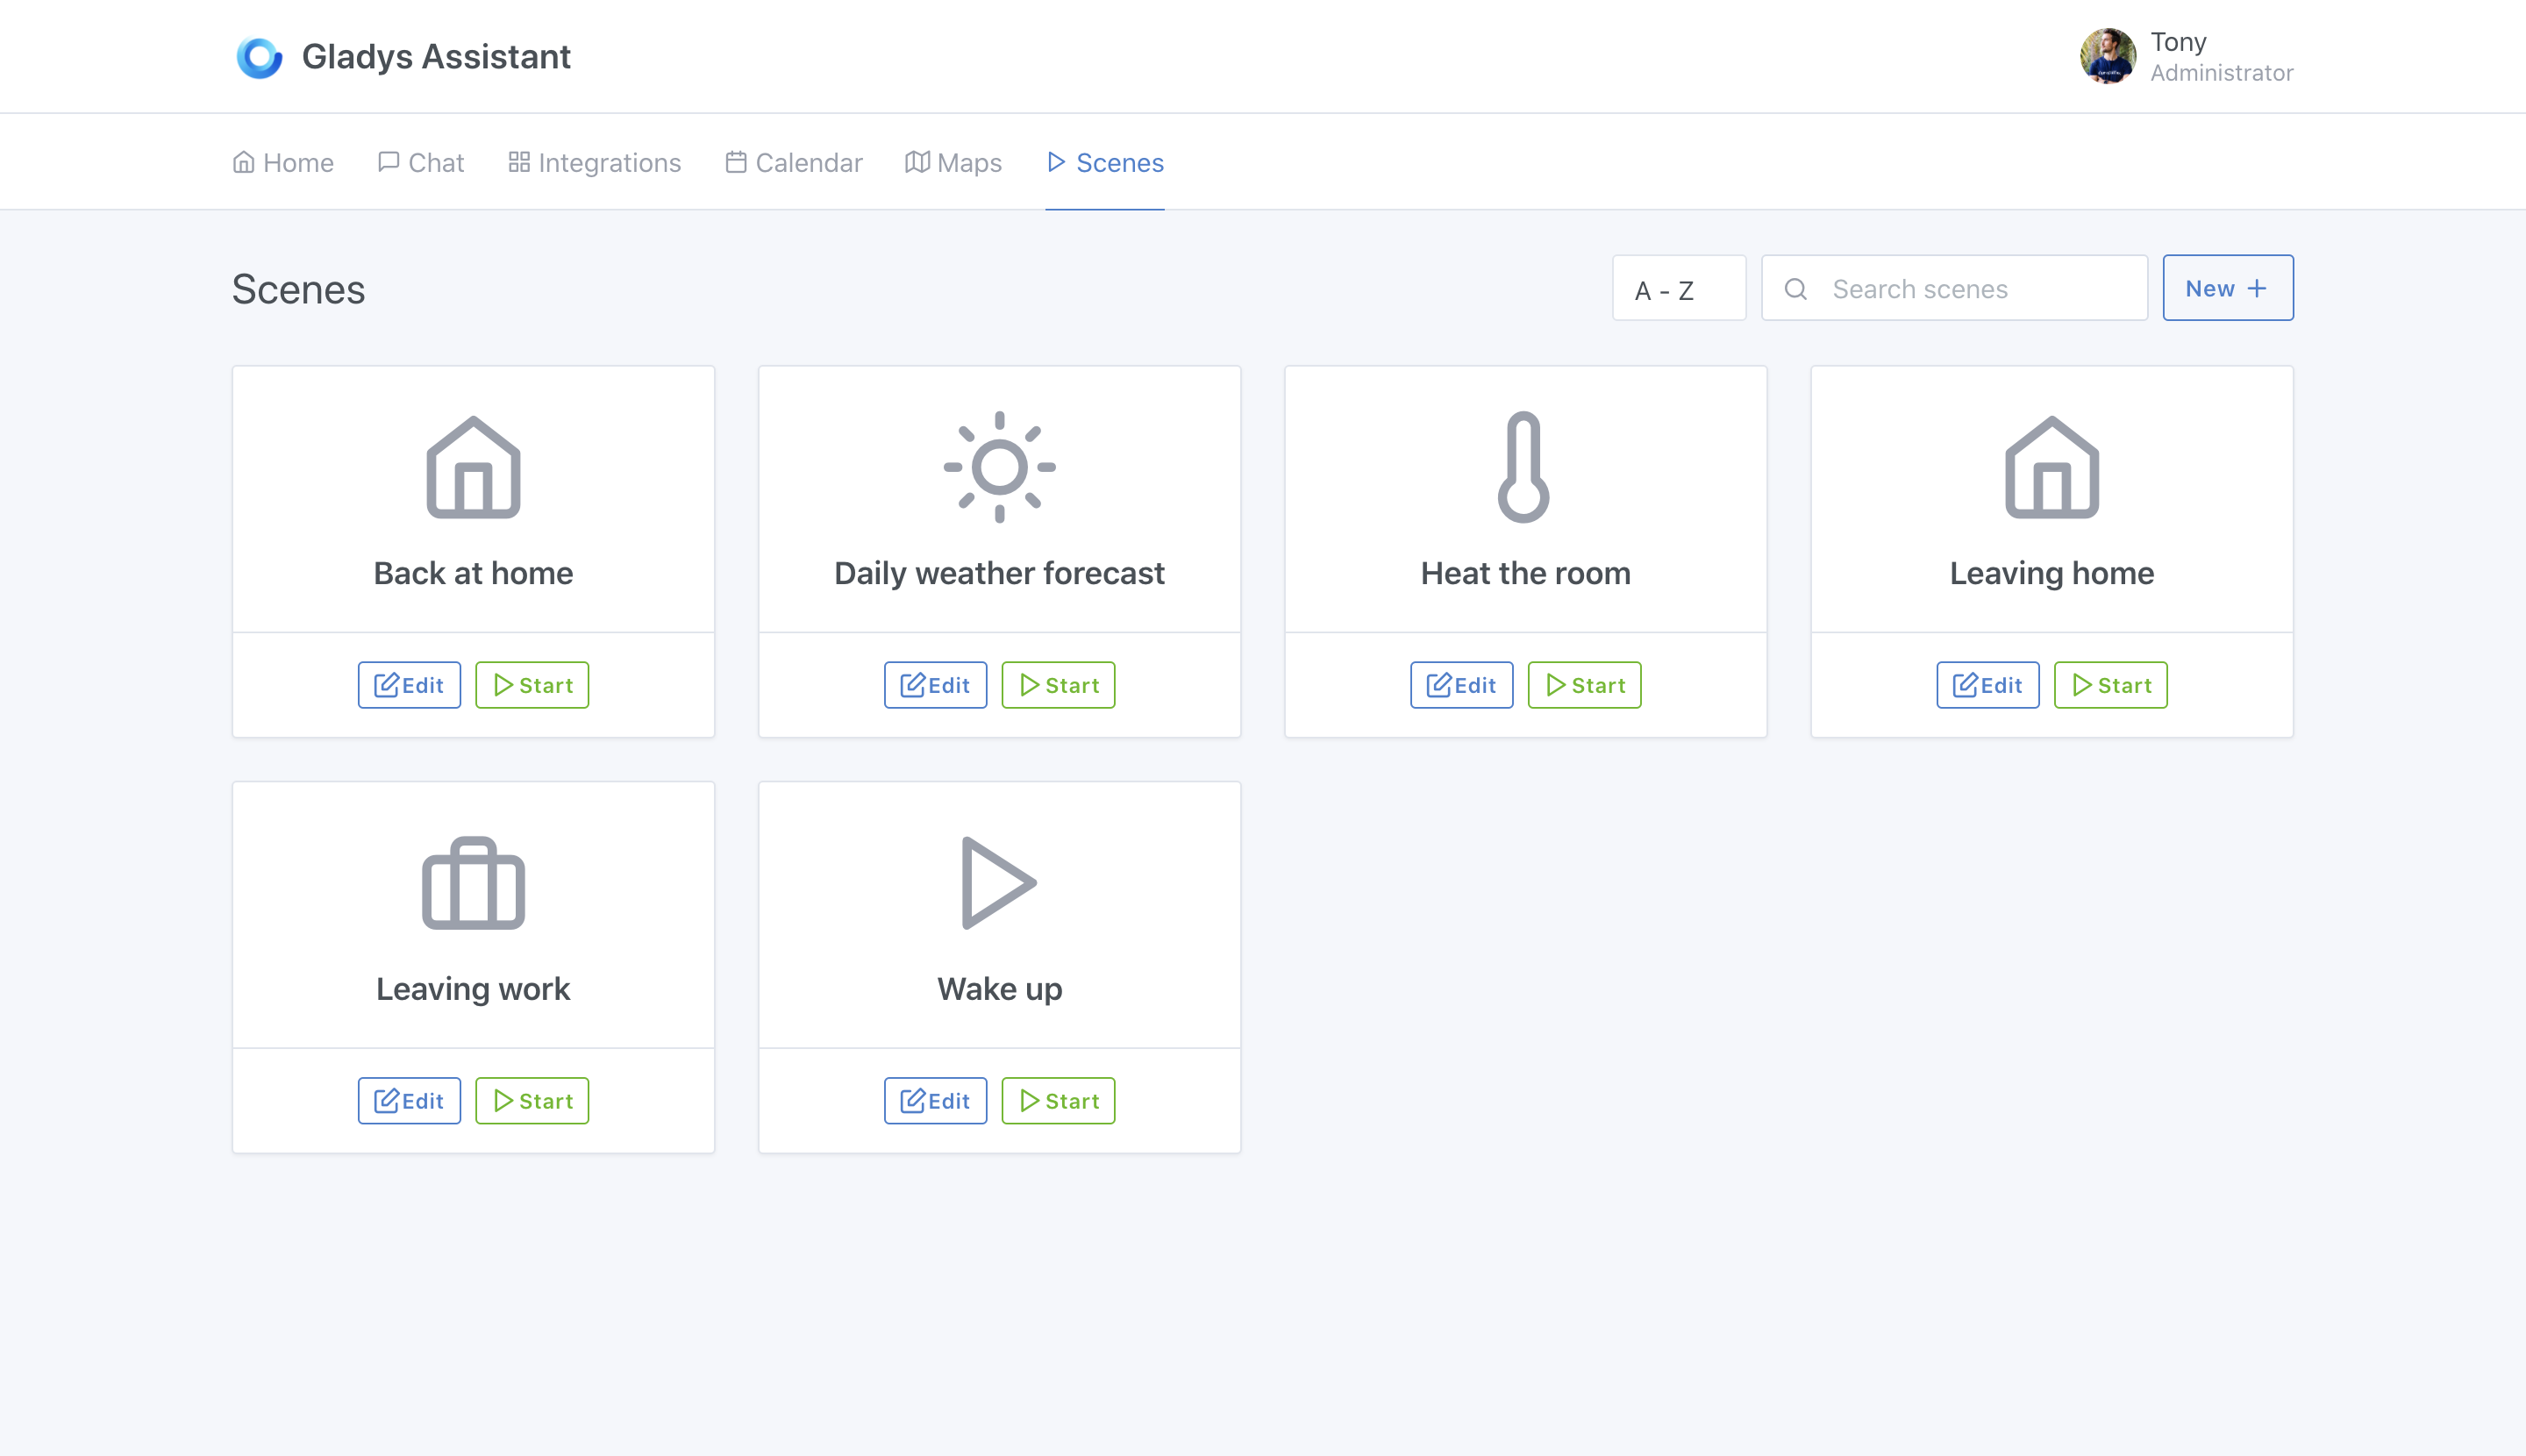 Gladys Assistant
Tony
Administrator
Home Chat Integrations Calendar Maps Scenes
Scenes
A - Z
Search scenes
New +
Back at home
Edit Start
Daily weather forecast
Edit Start
Heat the room
Edit Start
Leaving home
Edit Start
Leaving work
Edit Start
Wake up
Edit Start